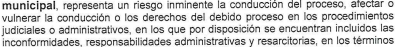 municipal, representa un riesgo inminente la conducción del proceso, afectar o
vulnerar la conducción o los derechos del debido proceso en los procedimientos
judiciales o administrativos, en los que por disposición se encuentran incluidos las
inconformidades, responsabilidades administrativas y resarcitorias, en los términos